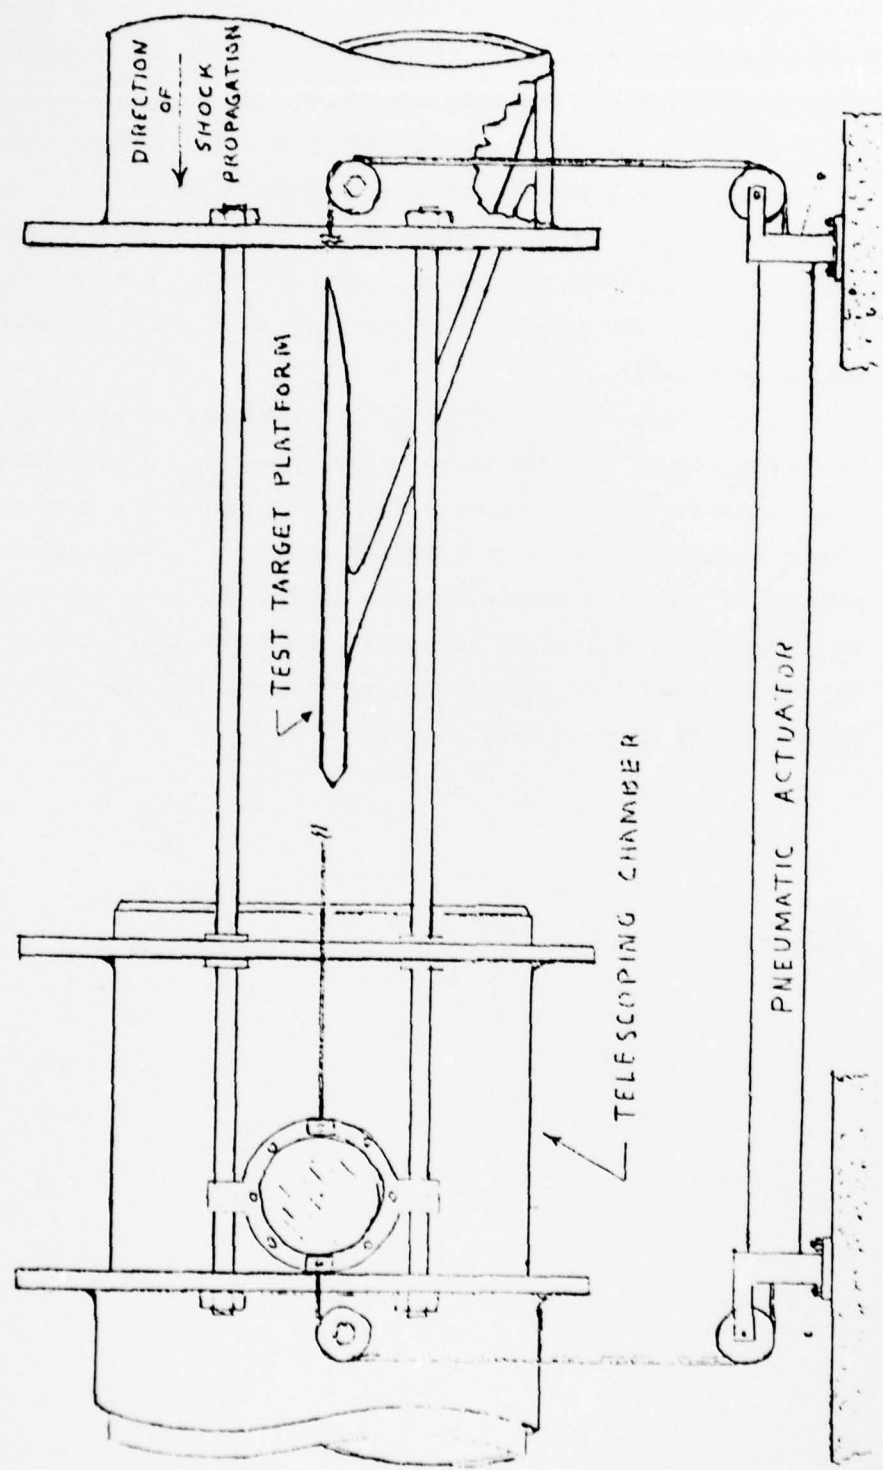 DIRECTION
OF
SHOCK
PROPAGATION
TEST TARGET PLATFORM
TELESCOPING CHAMBER
PNEUMATIC ACTUATOR